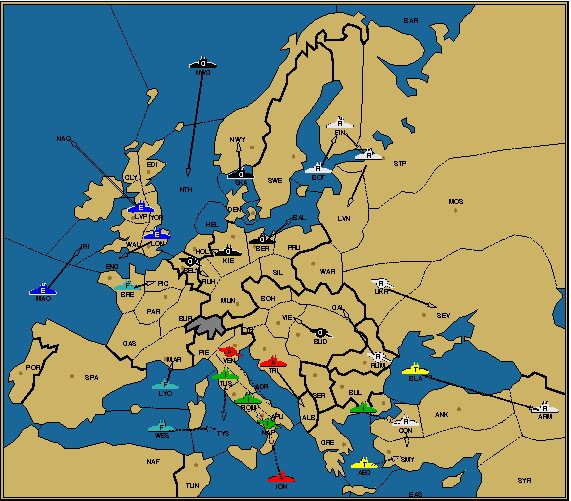 BAR
NWG
G
NAO
NWY
FIN
R
R
STP
EDI
CLY
SKA
G
R
BOT
NTH
SWE
E
LVP
YOR
DEN
LVN
MOS
IRI
WAL
E
LON
HEL
BAL
G
BER
PRU
HOL
G
KIE
ENG
G
BEL
RUH
SIL
WAR
E
MAO
F
BRE
PIC
MUN
BOH
R
UKR
GAL
PAR
BUR
SEV
VIE
G
BUD
GAS
R
RUM
PIE
A
VEN
A
TRI
MAR
T
BLA
POR
SPA
F
LYO
TUS
ADR
SER
BUL
R
ARM
I
ROM
APU
ALB
R
CON
ANK
F
WES
TYS
NAP
GRE
SMY
T
AEG
NAF
TUN
A
ION
EAS
SYR